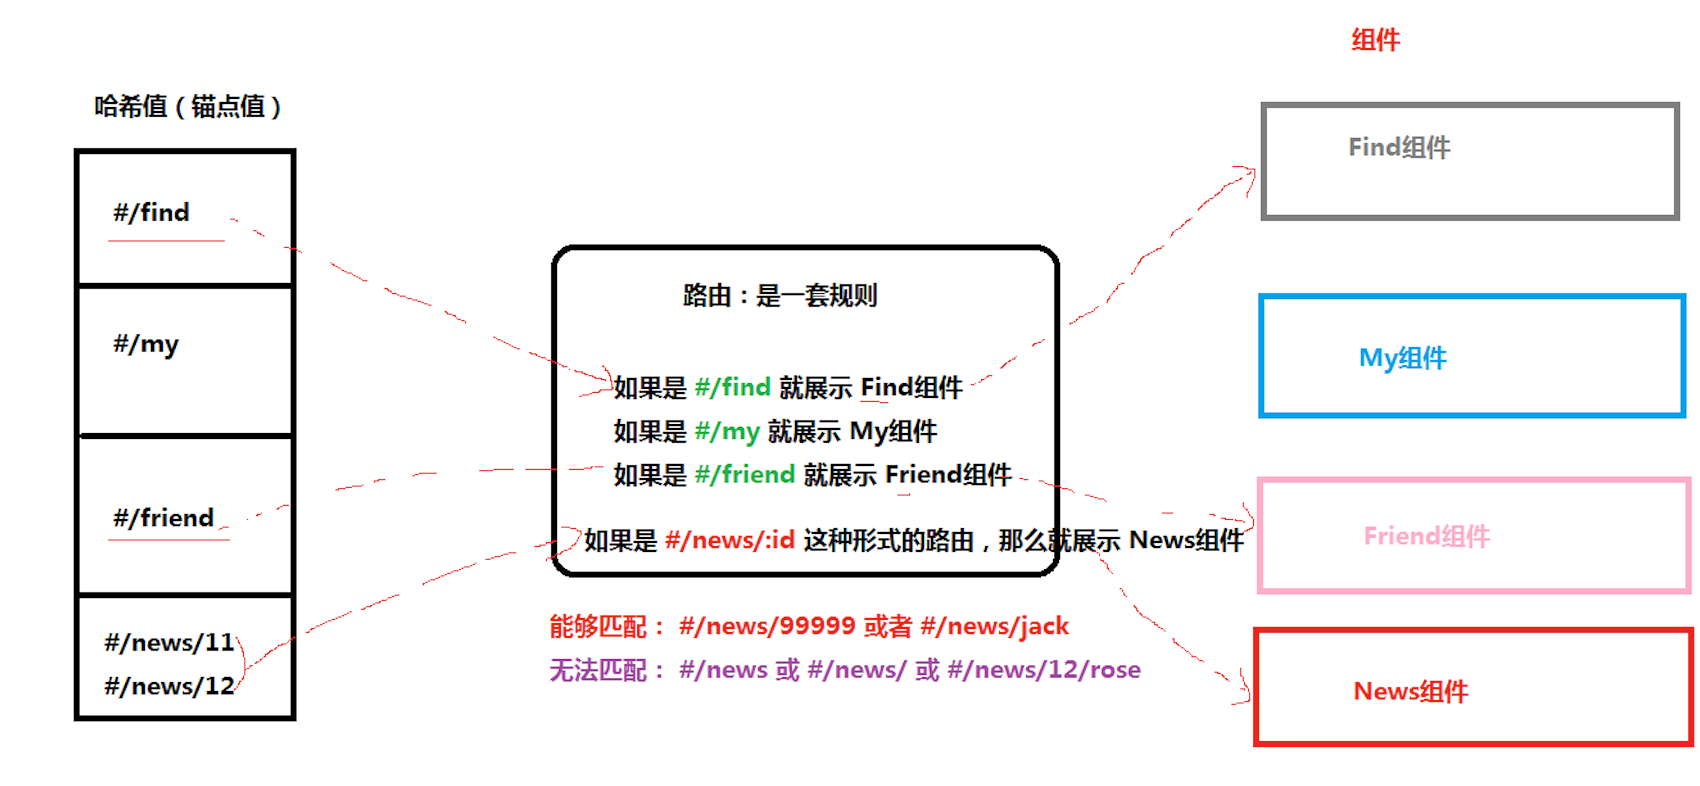 哈希值（锚点值）
#/find
#/my
#/friend
#/news/11
#/news/12
路由：是一套规则
如果是 #/find 就展示 Find组件
如果是 #/my 就展示 My组件
如果是 #/friend 就展示 Friend组件
如果是 #/news/:id 这种形式的路由，那么就展示 News组件
能够匹配： #/news/99999 或者 #/news/jack
无法匹配： #/news 或 #/news/ 或 #/news/12/rose
组件
Find组件
My组件
Friend组件
News组件